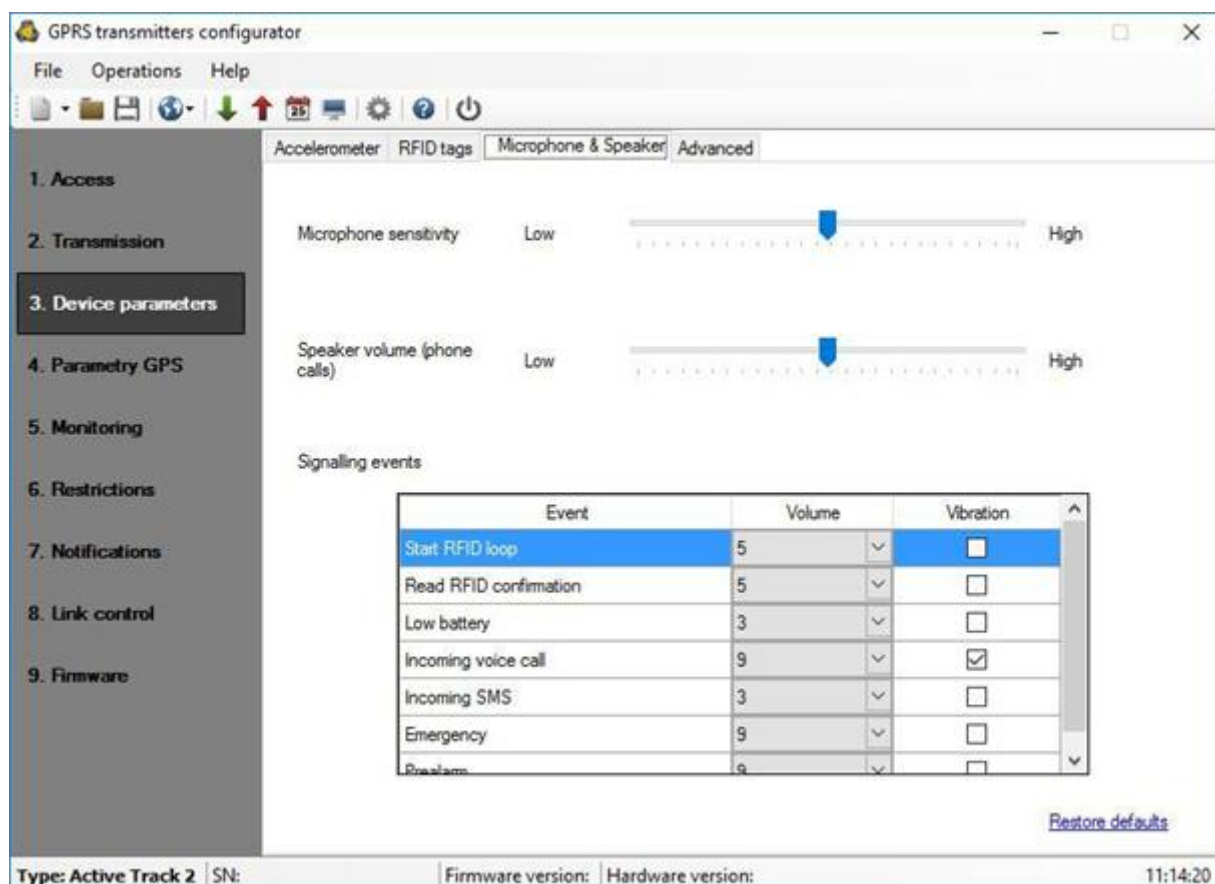 GPRS transmitters configurator
File Operations Help
25
Accelerometer RFID tags Microphone & Speaker Advanced
1. Access
2. Transmission
3. Device parameters
4. Parametry GPS
5. Monitoring
6. Restrictions
7. Notifications
8. Link control
9. Firmware
Microphone sensitivity Low High
Speaker volume (phone
calls) Low High
Signalling events
Event Volume Vibration
Start RFID loop 5
Read RFID confirmation 5
Low battery 3
Incoming voice call 9
Incoming SMS 3
Emergency 9
Prealarm 9
Restore defaults
Type: Active Track 2 SN: Firmware version: Hardware version: 11:14:20